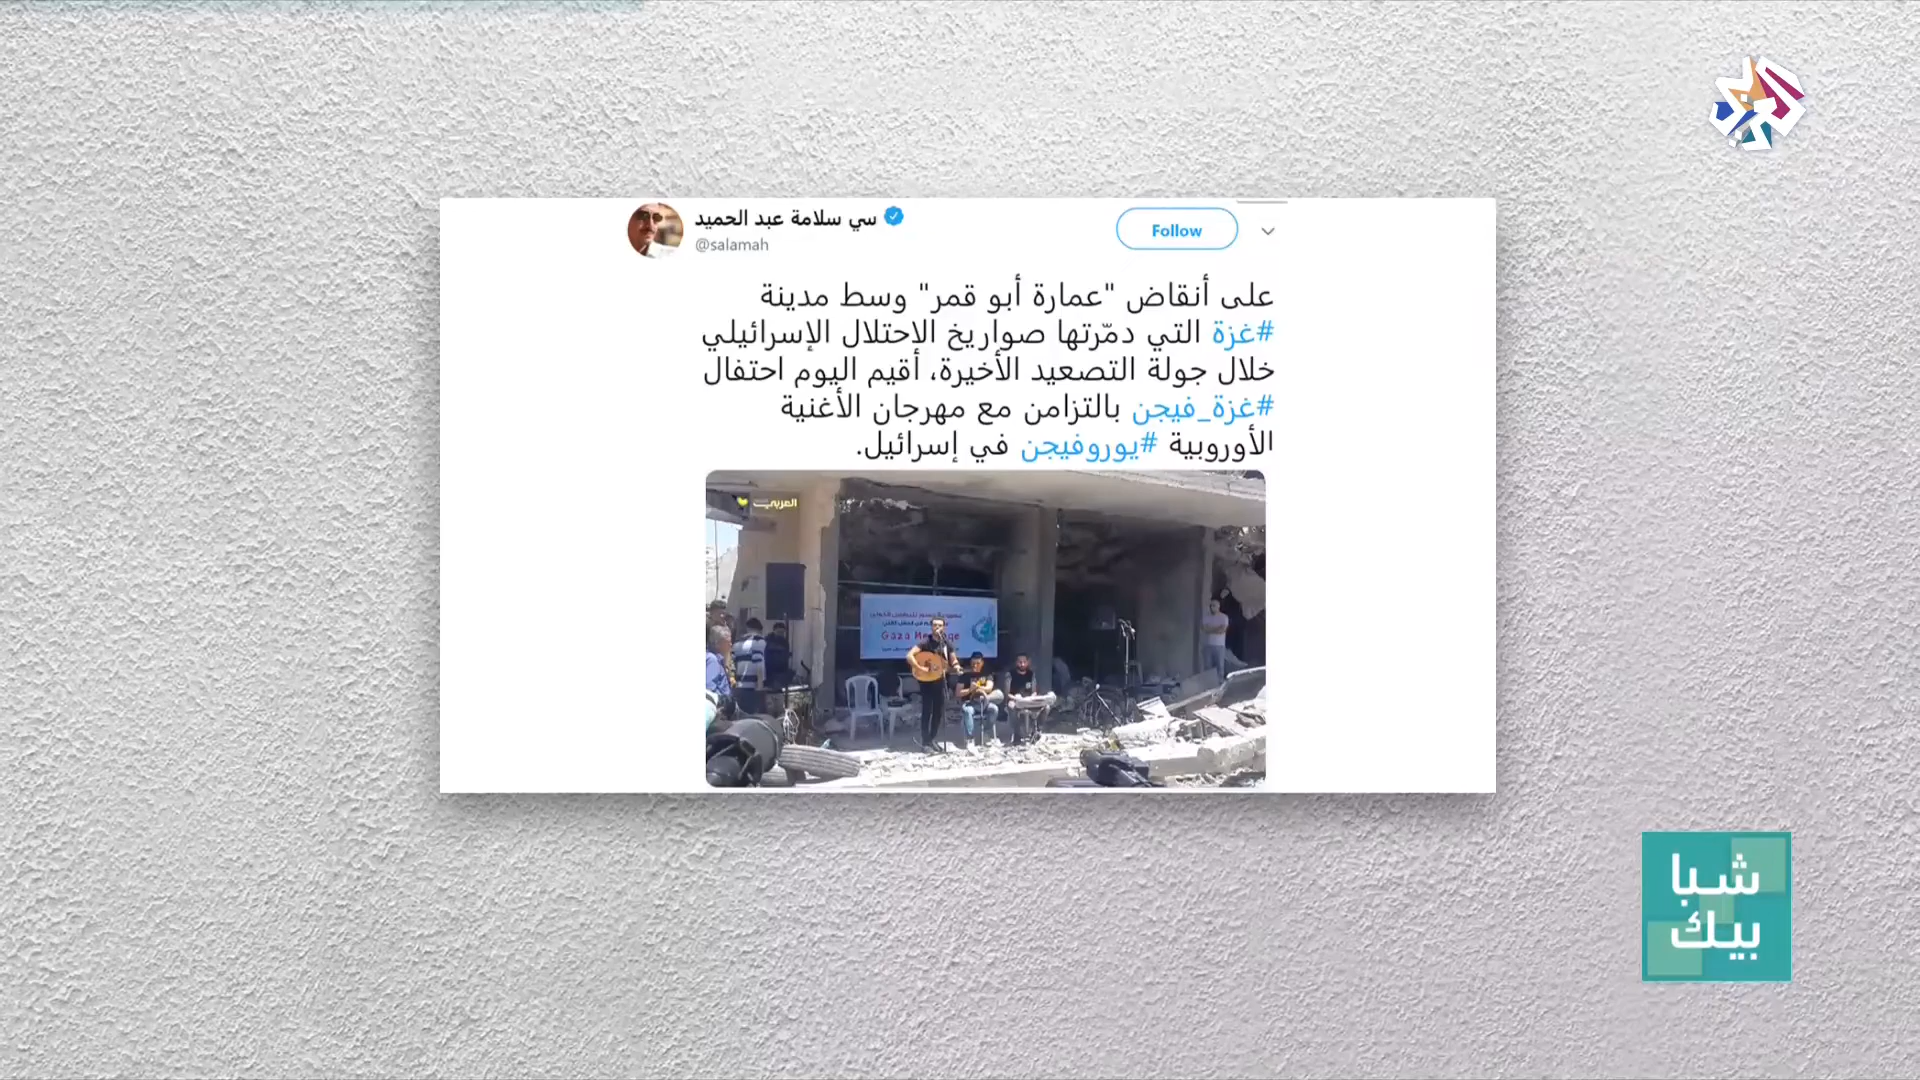 سي سلامة عبد الحميد
@salamah
Follow
على أنقاض "عمارة أبو قمر" وسط مدينة
#غزة التي دمّرتها صواريخ الاحتلال الإسرائيلي
خلال جولة التصعيد الأخيرة، أقيم اليوم احتفال
#غزة_فيجن بالتزامن مع مهرجان الأغنية
الأوروبية #يوروفيجن في إسرائيل.
العربي
Gaza
شبا
بيك